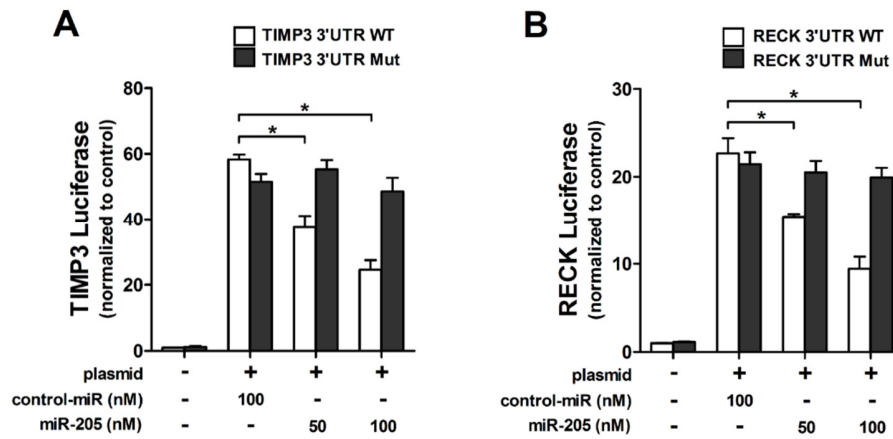 A
TIMP3 3'UTR WT
TIMP3 3'UTR Mut
TIMP3 Luciferase
(normalized to control)
80
60
40
20
0
*
*
plasmid - + + +
control-miR (nM) - 100 - -
miR-205 (nM) - - 50 100
B
RECK 3'UTR WT
RECK 3'UTR Mut
RECK Luciferase
(normalized to control)
30
20
10
0
*
*
plasmid - + + +
control-miR (nM) - 100 - -
miR-205 (nM) - - 50 100